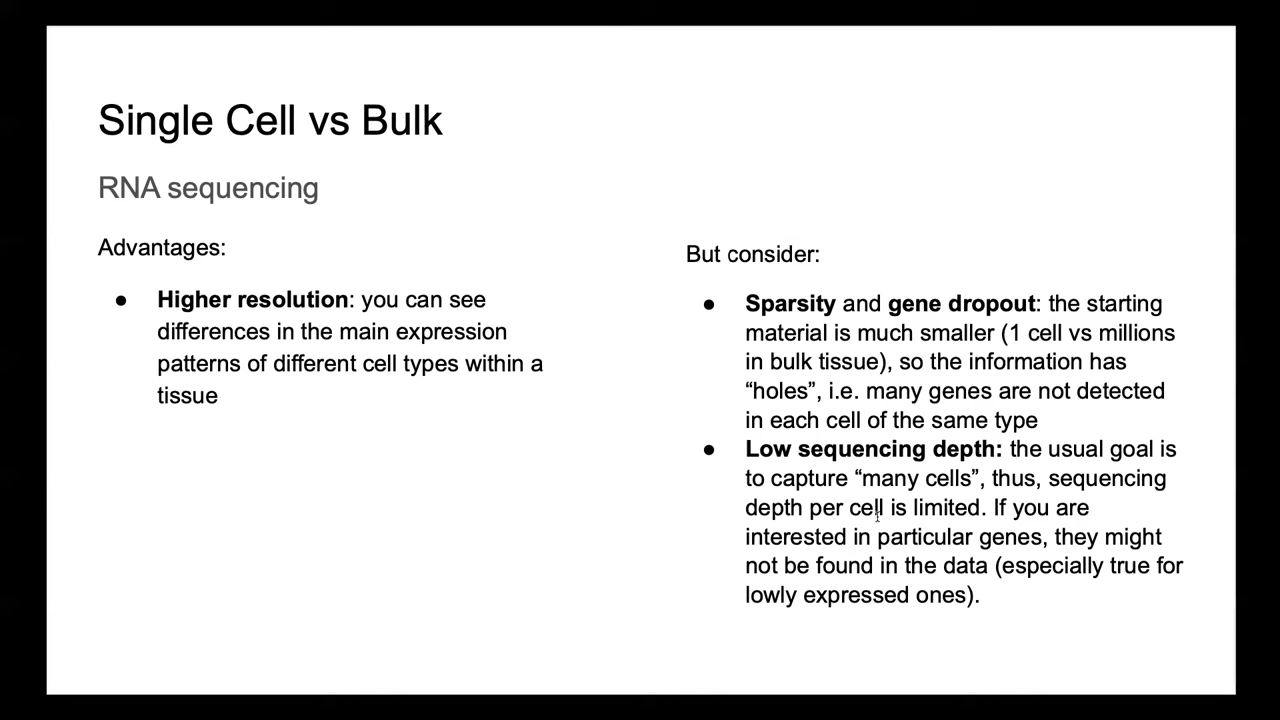 Single Cell vs Bulk
RNA sequencing
Advantages:
● Higher resolution: you can see
differences in the main expression
patterns of different cell types within a
tissue
But consider:
● Sparsity and gene dropout: the starting
material is much smaller (1 cell vs millions
in bulk tissue), so the information has
“holes”, i.e. many genes are not detected
in each cell of the same type
● Low sequencing depth: the usual goal is
to capture “many cells”, thus, sequencing
depth per cell is limited. If you are
interested in particular genes, they might
not be found in the data (especially true for
lowly expressed ones).